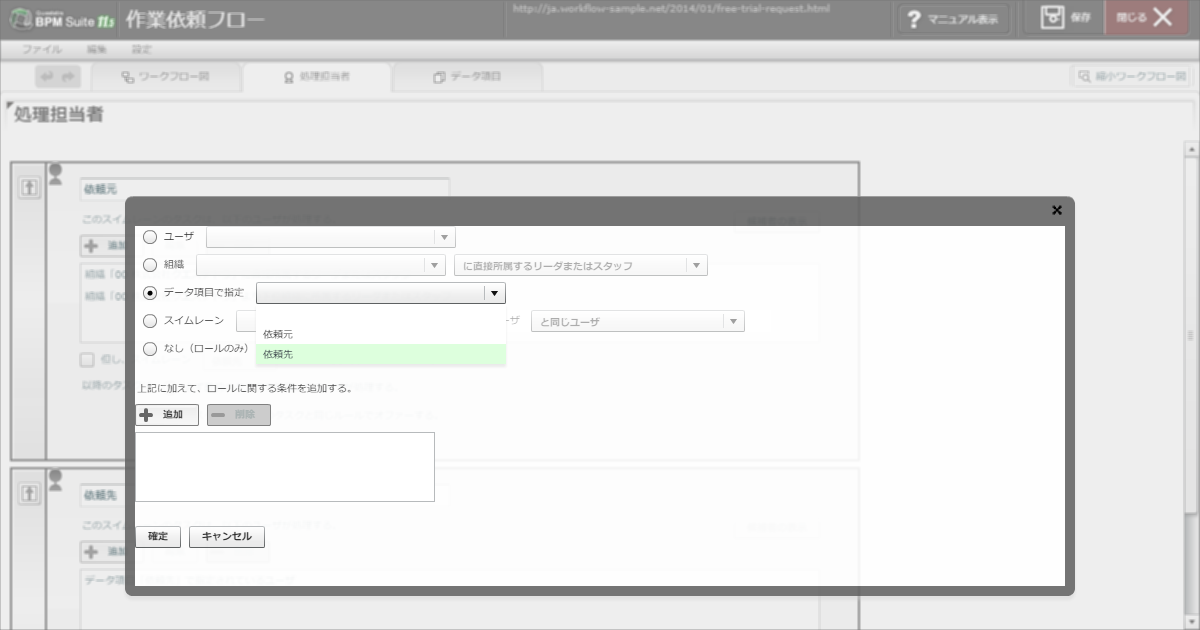 Questetra
BPM Suite 11s 作業依頼フロー
http://ja.workflow-sample.net/2014/01/free-trial-request.html
? マニュアル表示
保存
閉じる
ファイル 編集 設定
ワークフロー図
処理担当者
データ項目
縮小ワークフロー図
処理担当者
依頼元
このスイム
追加
組織「00
組織「00
但し、
以降のタス
ユーザ
組織
に直接所属するリーダまたはスタッフ
データ項目で指定
スイムレーン
ーザ
と同じユーザ
依頼元
依頼先
なし（ロールのみ）
上記に加えて、ロールに関する条件を追加する。
追加
削除
確定
キャンセル
依頼先
このスイム
追加
データ項